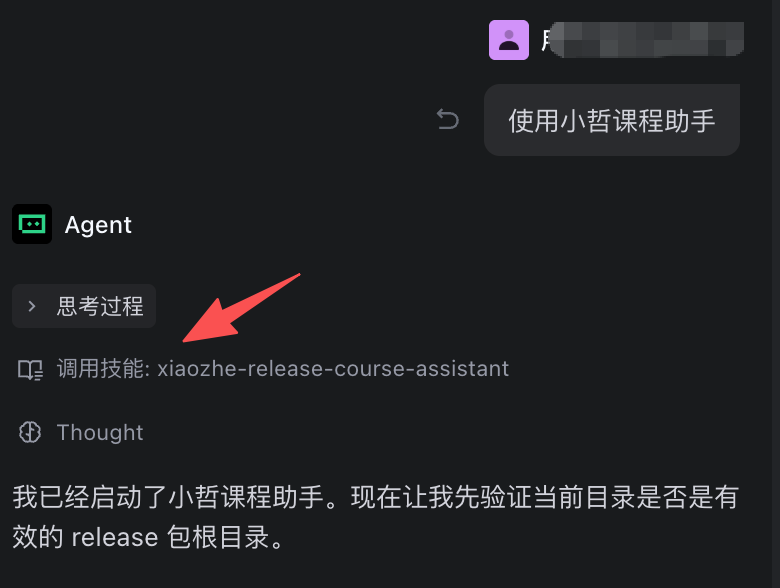 使用小哲课程助手
Agent
思考过程
调用技能: xiaozhe-release-course-assistant
Thought
我已经启动了小哲课程助手。现在让我先验证当前目录是否是有
效的 release 包根目录。